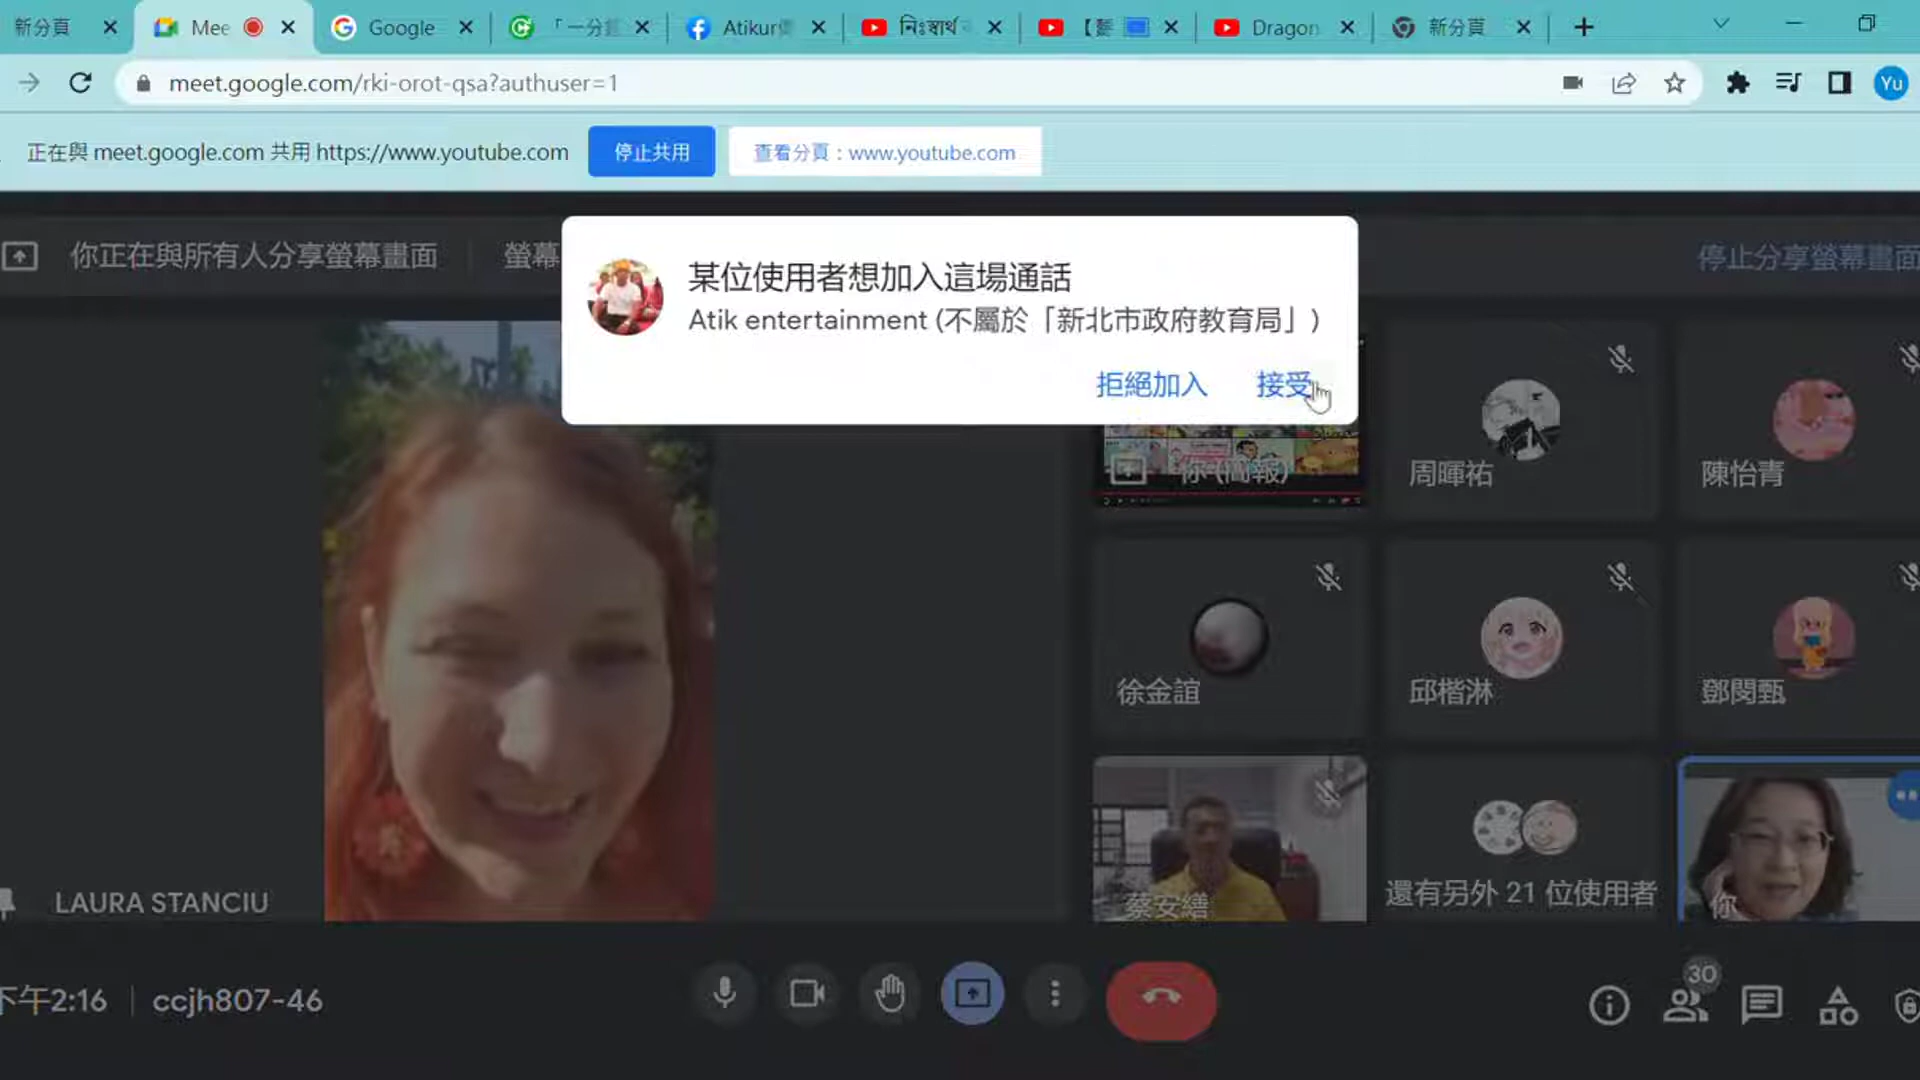 新分頁
Mee
Google
「一分鐘
Atikur
নিঃস্বার্থ
Dragon
新分頁
meet.google.com/rki-orot-qsa?authuser=1
Yu
正在與 meet.google.com 共用 https://www.youtube.com
停止共用
查看分頁：www.youtube.com
你正在與所有人分享螢幕畫面
螢幕
停止分享螢幕畫面
某位使用者想加入這場通話
Atik entertainment (不屬於「新北市政府教育局」)
拒絕加入
接受
你 (簡報)
周暉祐
陳怡青
徐金誼
邱楷淋
鄧閔甄
LAURA STANCIU
蔡安繕
還有另外 21 位使用者
你
下午2:16
ccjh807-46
30